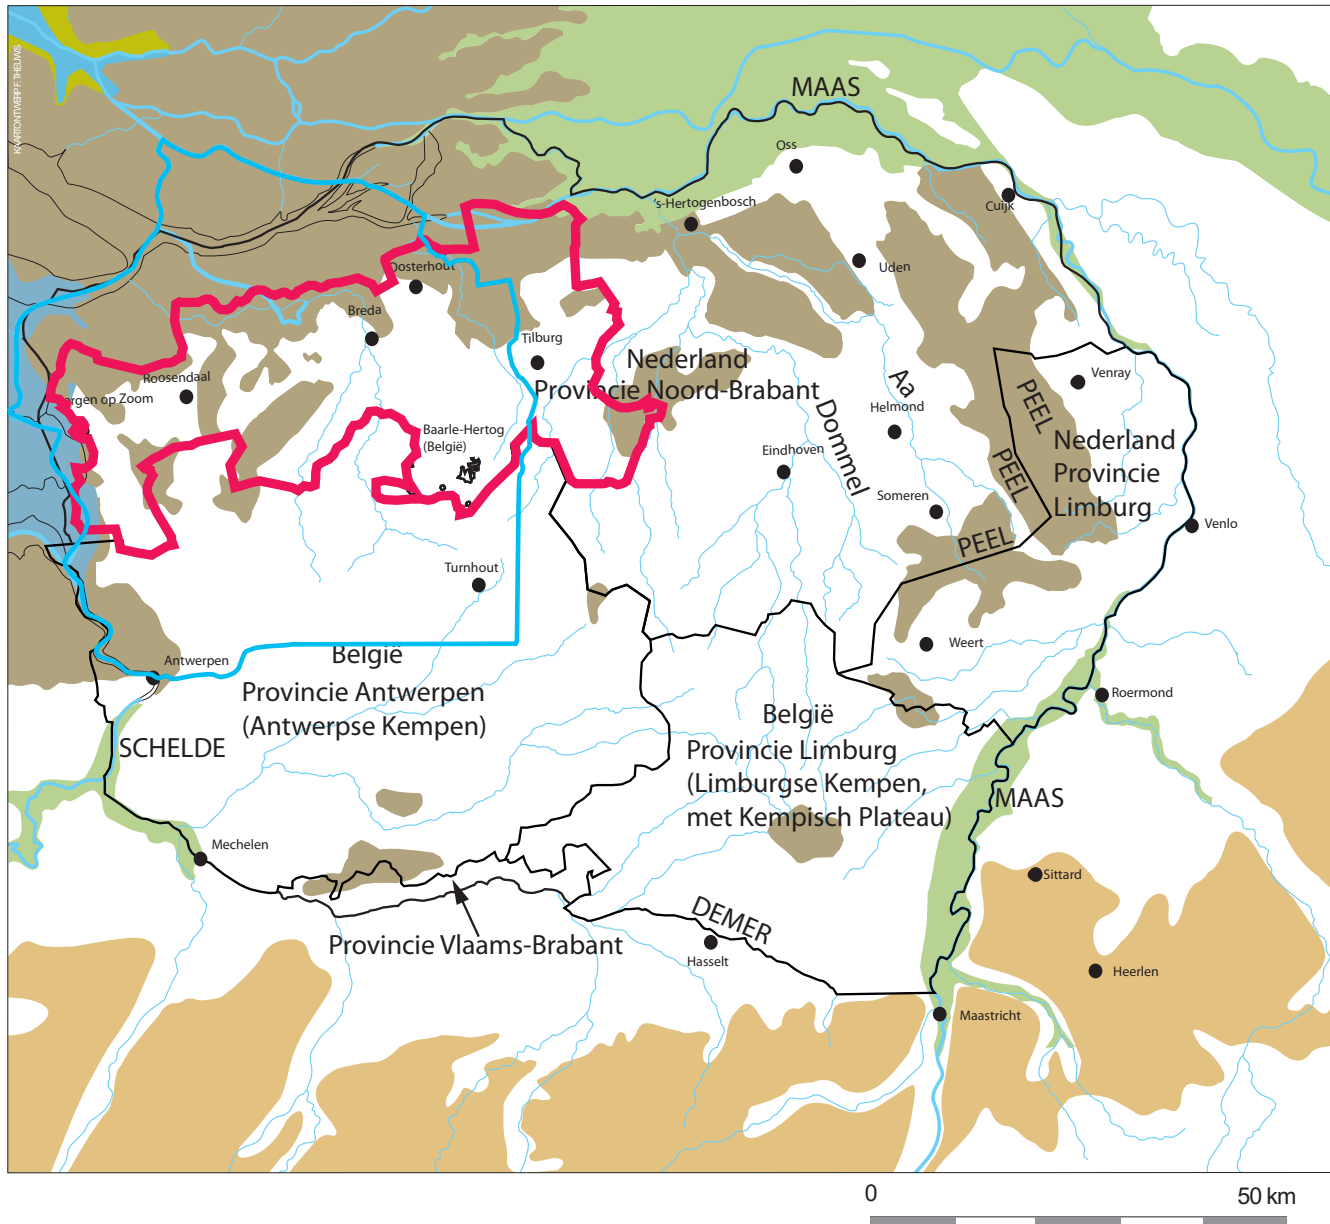 KAARTONTWERP F. THEUWS
MAAS
Oss
's-Hertogenbosch
Cuijk
Uden
Oosterhout
Breda
Tilburg
Nederland
Provincie Noord-Brabant
Roosendaal
Bergen op Zoom
Baarle-Hertog
(België)
Aa
Helmond
Dommel
Eindhoven
Someren
PEEL
PEEL
PEEL
Venray
Nederland
Provincie
Limburg
Venlo
Turnhout
Weert
Antwerpen
België
Provincie Antwerpen
(Antwerpse Kempen)
SCHELDE
Roermond
België
Provincie Limburg
(Limburgse Kempen,
met Kempisch Plateau)
MAAS
Mechelen
Sittard
Provincie Vlaams-Brabant
DEMER
Hasselt
Heerlen
Maastricht
0
50 km